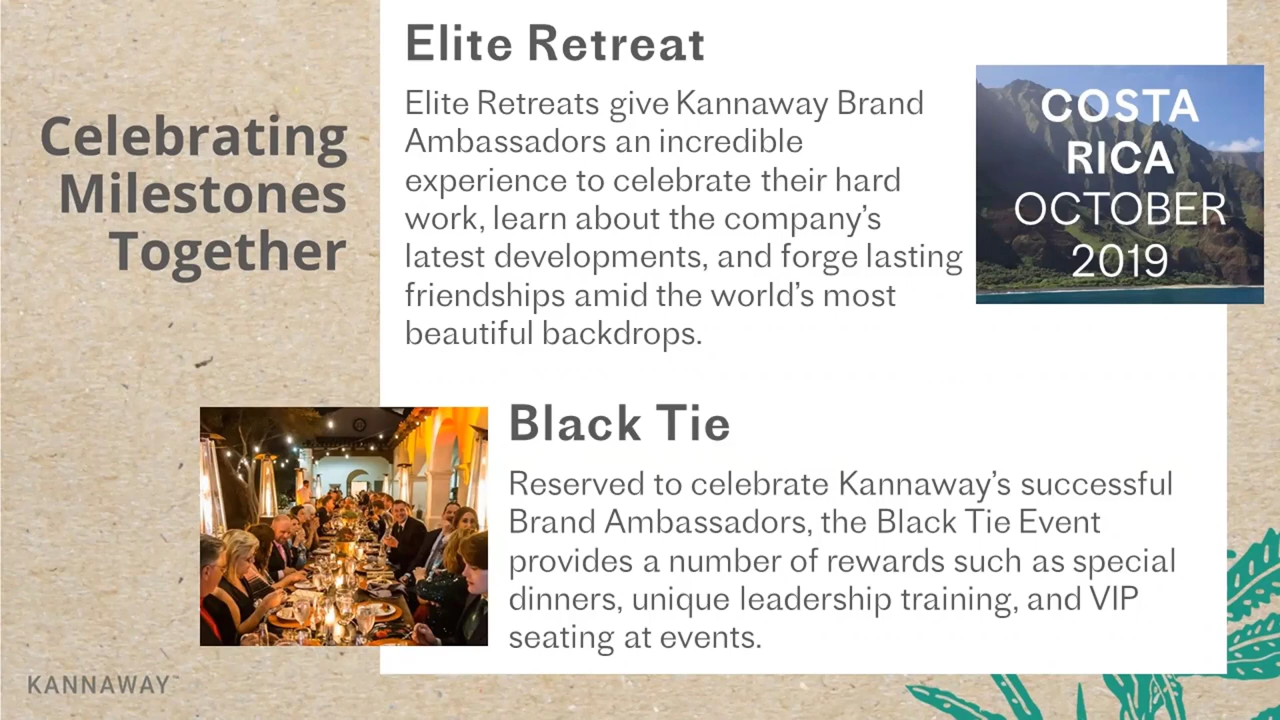 Celebrating
Milestones
Together
Elite Retreat
Elite Retreats give Kannaway Brand
Ambassadors an incredible
experience to celebrate their hard
work, learn about the company’s
latest developments, and forge lasting
friendships amid the world’s most
beautiful backdrops.
COSTA
RICA
OCTOBER
2019
Black Tie
Reserved to celebrate Kannaway’s successful
Brand Ambassadors, the Black Tie Event
provides a number of rewards such as special
dinners, unique leadership training, and VIP
seating at events.
KANNAWAY™